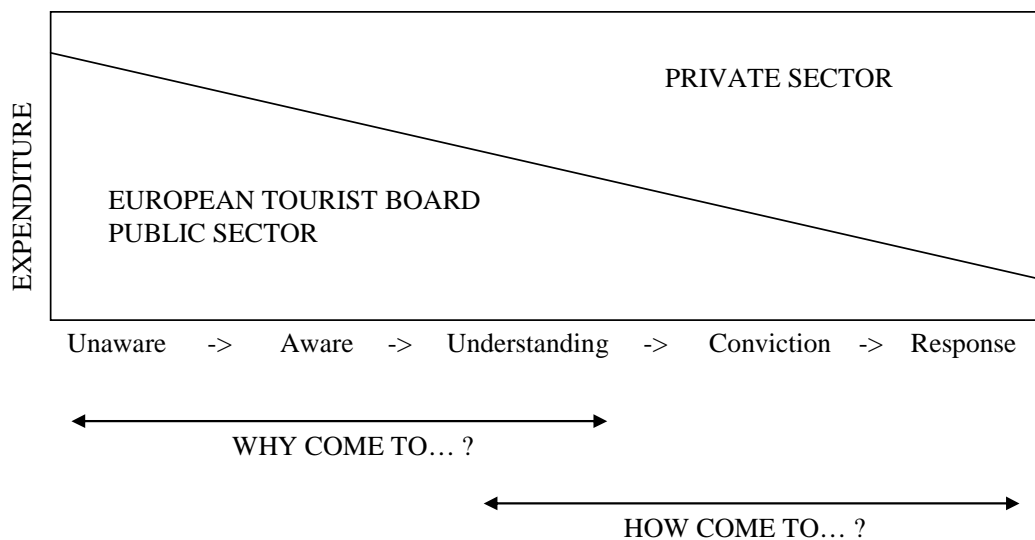 PRIVATE SECTOR
EXPENDITURE
EUROPEAN TOURIST BOARD
PUBLIC SECTOR
Unaware -> Aware -> Understanding -> Conviction -> Response
WHY COME TO… ?
HOW COME TO… ?